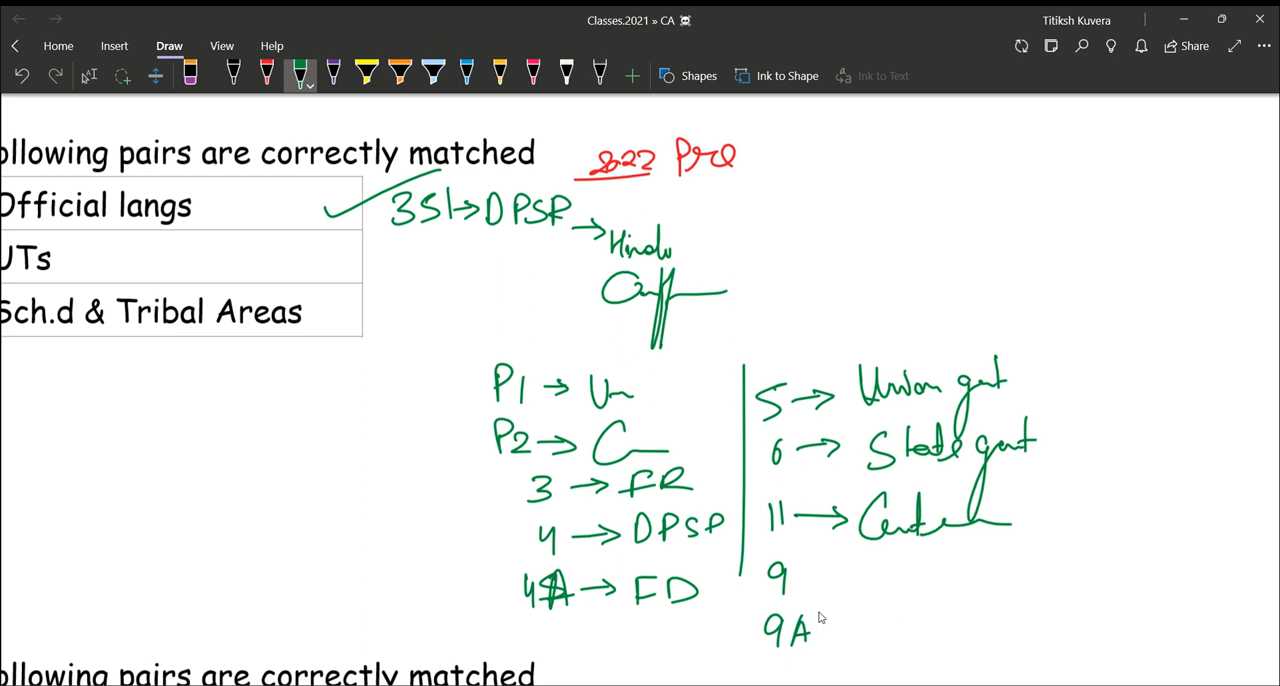 Classes.2021 » CA
Titiksh Kuvera
Home Insert Draw View Help
Share
Shapes
Ink to Shape
Ink to Text
ollowing pairs are correctly matched
2022 Pre
Official langs
351 → DPSP → Hindi
UTs
Sch.d & Tribal Areas
P1 → Un
P2 → C
3 → FR
4 → DPSP
4A → FD
5 → Union govt
6 → State govt
11 →
9
9A
ollowing pairs are correctly matched